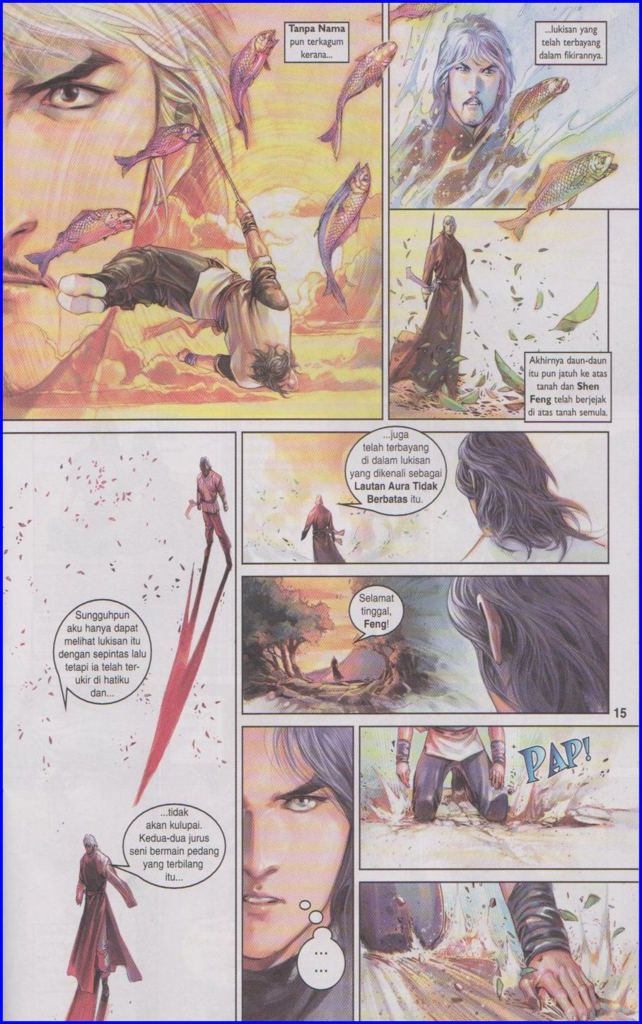 Tanpa Nama
pun terkagum
kerana...
...lukisan yang
telah terbayang
dalam fikirannya.
Akhirnya daun-daun
itu pun jatuh ke atas
tanah dan Shen
Feng telah berjejak
di atas tanah semula.
Sungguhpun
aku hanya dapat
melihat lukisan itu
dengan sepintas lalu
tetapi ia telah ter-
ukir di hatiku
dan...
...tidak
akan kulupai.
Kedua-dua jurus
seni bermain pedang
yang terbilang
itu...
...juga
telah terbayang
di dalam lukisan
yang dikenali sebagai
Lautan Aura Tidak
Berbatas itu.
Selamat
tinggal,
Feng!
15
...
...
PAP!